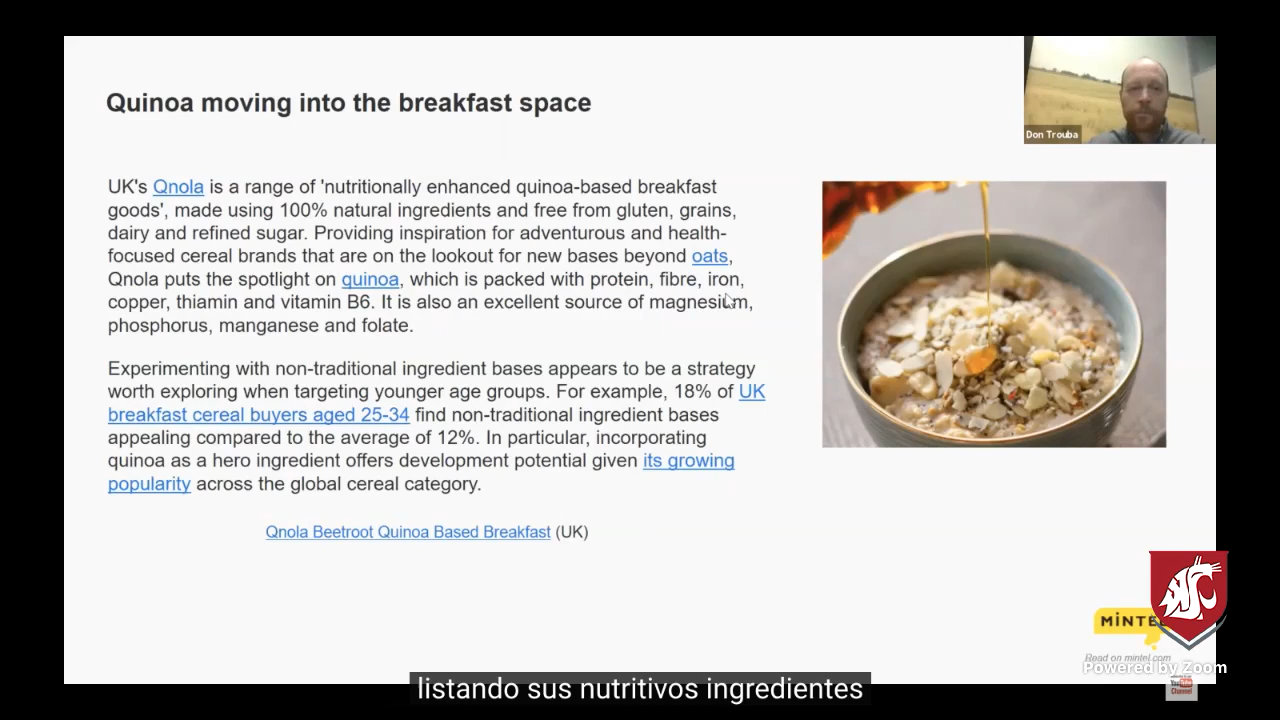 Quinoa moving into the breakfast space
Don Trouba
UK's Qnola is a range of 'nutritionally enhanced quinoa-based breakfast
goods', made using 100% natural ingredients and free from gluten, grains,
dairy and refined sugar. Providing inspiration for adventurous and health-
focused cereal brands that are on the lookout for new bases beyond oats,
Qnola puts the spotlight on quinoa, which is packed with protein, fibre, iron,
copper, thiamin and vitamin B6. It is also an excellent source of magnesium,
phosphorus, manganese and folate.
Experimenting with non-traditional ingredient bases appears to be a strategy
worth exploring when targeting younger age groups. For example, 18% of UK
breakfast cereal buyers aged 25-34 find non-traditional ingredient bases
appealing compared to the average of 12%. In particular, incorporating
quinoa as a hero ingredient offers development potential given its growing
popularity across the global cereal category.
Qnola Beetroot Quinoa Based Breakfast (UK)
MINTEL
Read on mintel.com
Powered by Zoom
YouTube
Channel
listando sus nutritivos ingredientes